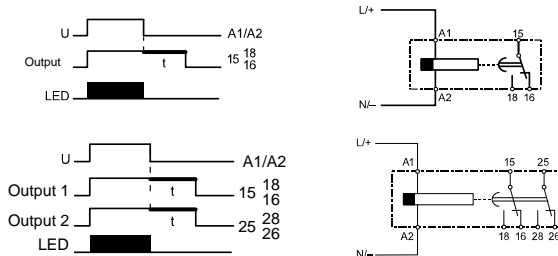 U A1/A2
Output t 15 18
16
LED
L/+
A1 15
A2 18 16
N/–
U A1/A2
Output 1 15 18
16
t
Output 2 25 28
26
t
LED
L/+
A1 15 25
A2 18 16 28 26
N/–